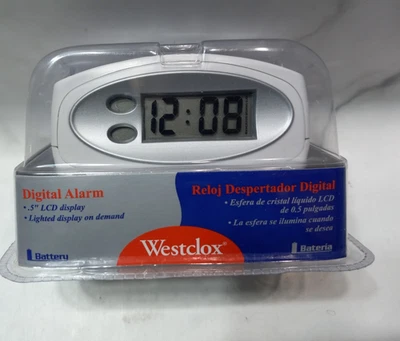 12:08
Digital Alarm
• .5" LCD display
• Lighted display on demand
Battery
Reloj Despertador Digital
• Esfera de cristal líquido LCD
de 0.5 pulgadas
• La esfera se ilumina cuando
se desea
Bateria
Westclox®